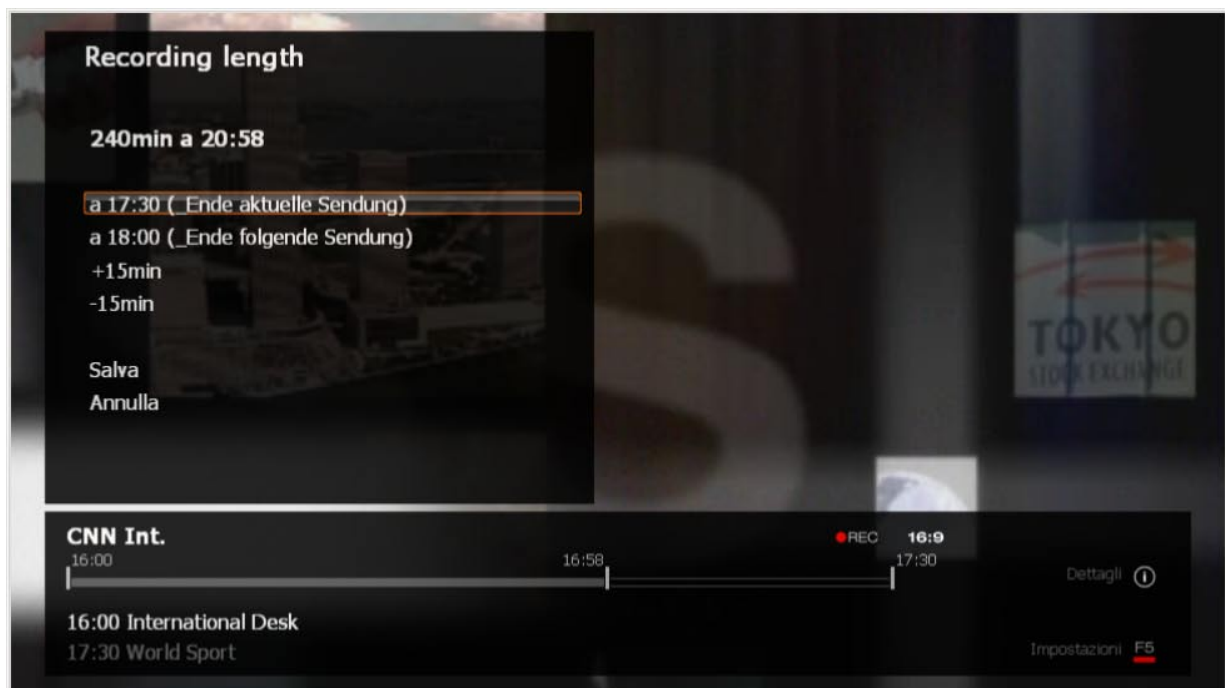 Recording length
240min a 20:58
a 17:30 (_Ende aktuelle Sendung)
a 18:00 (_Ende folgende Sendung)
+15min
-15min
Salva
Annulla
TOKYO
STOCK EXCHANGE
CNN Int.
REC 16:9
16:00 16:58 17:30
Dettagli
16:00 International Desk
17:30 World Sport
Impostazioni F5